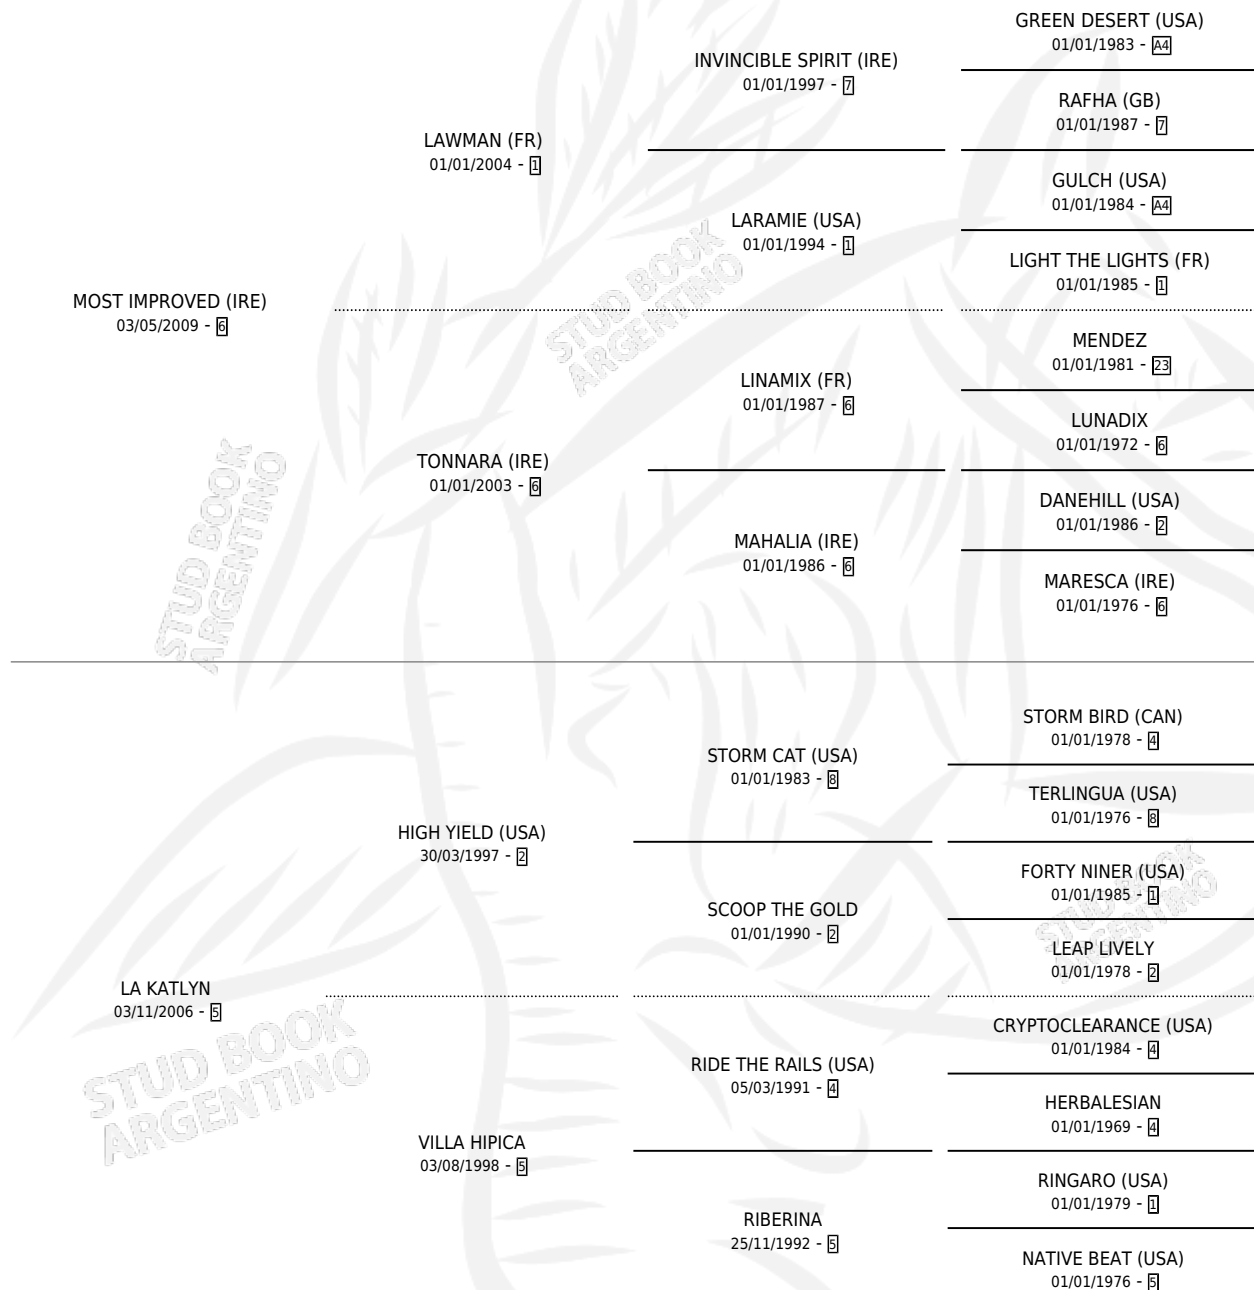 GREEN DESERT (USA)
01/01/1983 - A4
INVINCIBLE SPIRIT (IRE)
01/01/1997 - 7
RAFHA (GB)
01/01/1987 - 7
LAWMAN (FR)
01/01/2004 - 1
GULCH (USA)
01/01/1984 - A4
LARAMIE (USA)
01/01/1994 - 1
LIGHT THE LIGHTS (FR)
01/01/1985 - 1
MOST IMPROVED (IRE)
03/05/2009 - 6
MENDEZ
01/01/1981 - 23
LINAMIX (FR)
01/01/1987 - 6
LUNADIX
01/01/1972 - 6
TONNARA (IRE)
01/01/2003 - 6
DANEHILL (USA)
01/01/1986 - 2
MAHALIA (IRE)
01/01/1986 - 6
MARESCA (IRE)
01/01/1976 - 6
STORM BIRD (CAN)
01/01/1978 - 4
STORM CAT (USA)
01/01/1983 - 8
TERLINGUA (USA)
01/01/1976 - 8
HIGH YIELD (USA)
30/03/1997 - 2
FORTY NINER (USA)
01/01/1985 - 1
SCOOP THE GOLD
01/01/1990 - 2
LEAP LIVELY
01/01/1978 - 2
LA KATLYN
03/11/2006 - 5
CRYPTOCLEARANCE (USA)
01/01/1984 - 4
RIDE THE RAILS (USA)
05/03/1991 - 4
HERBALESIAN
01/01/1969 - 4
VILLA HIPICA
03/08/1998 - 5
RINGARO (USA)
01/01/1979 - 1
RIBERINA
25/11/1992 - 5
NATIVE BEAT (USA)
01/01/1976 - 5
STUD BOOK
ARGENTINO
STUD BOOK
ARGENTINO
STUD BOOK
ARGENTINO
STUD BOOK
ARGENTINO